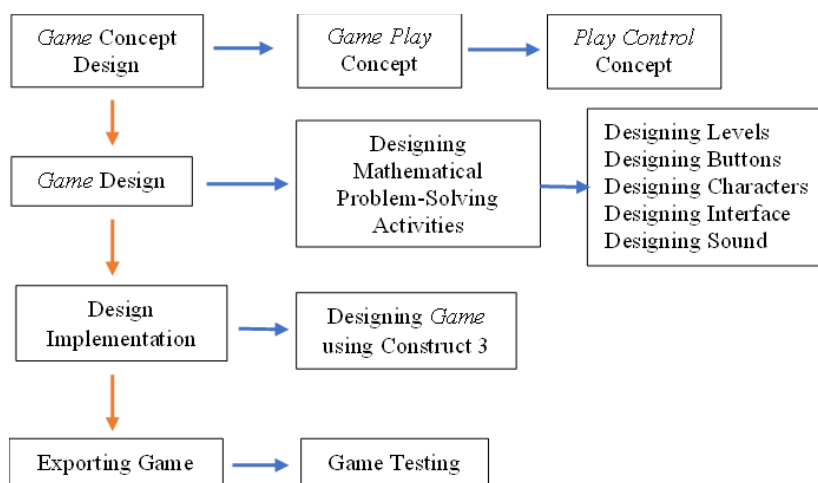 Game Concept
Design
Game Play
Concept
Play Control
Concept
Game Design
Designing
Mathematical
Problem-Solving
Activities
Designing Levels
Designing Buttons
Designing Characters
Designing Interface
Designing Sound
Design
Implementation
Designing Game
using Construct 3
Exporting Game
Game Testing